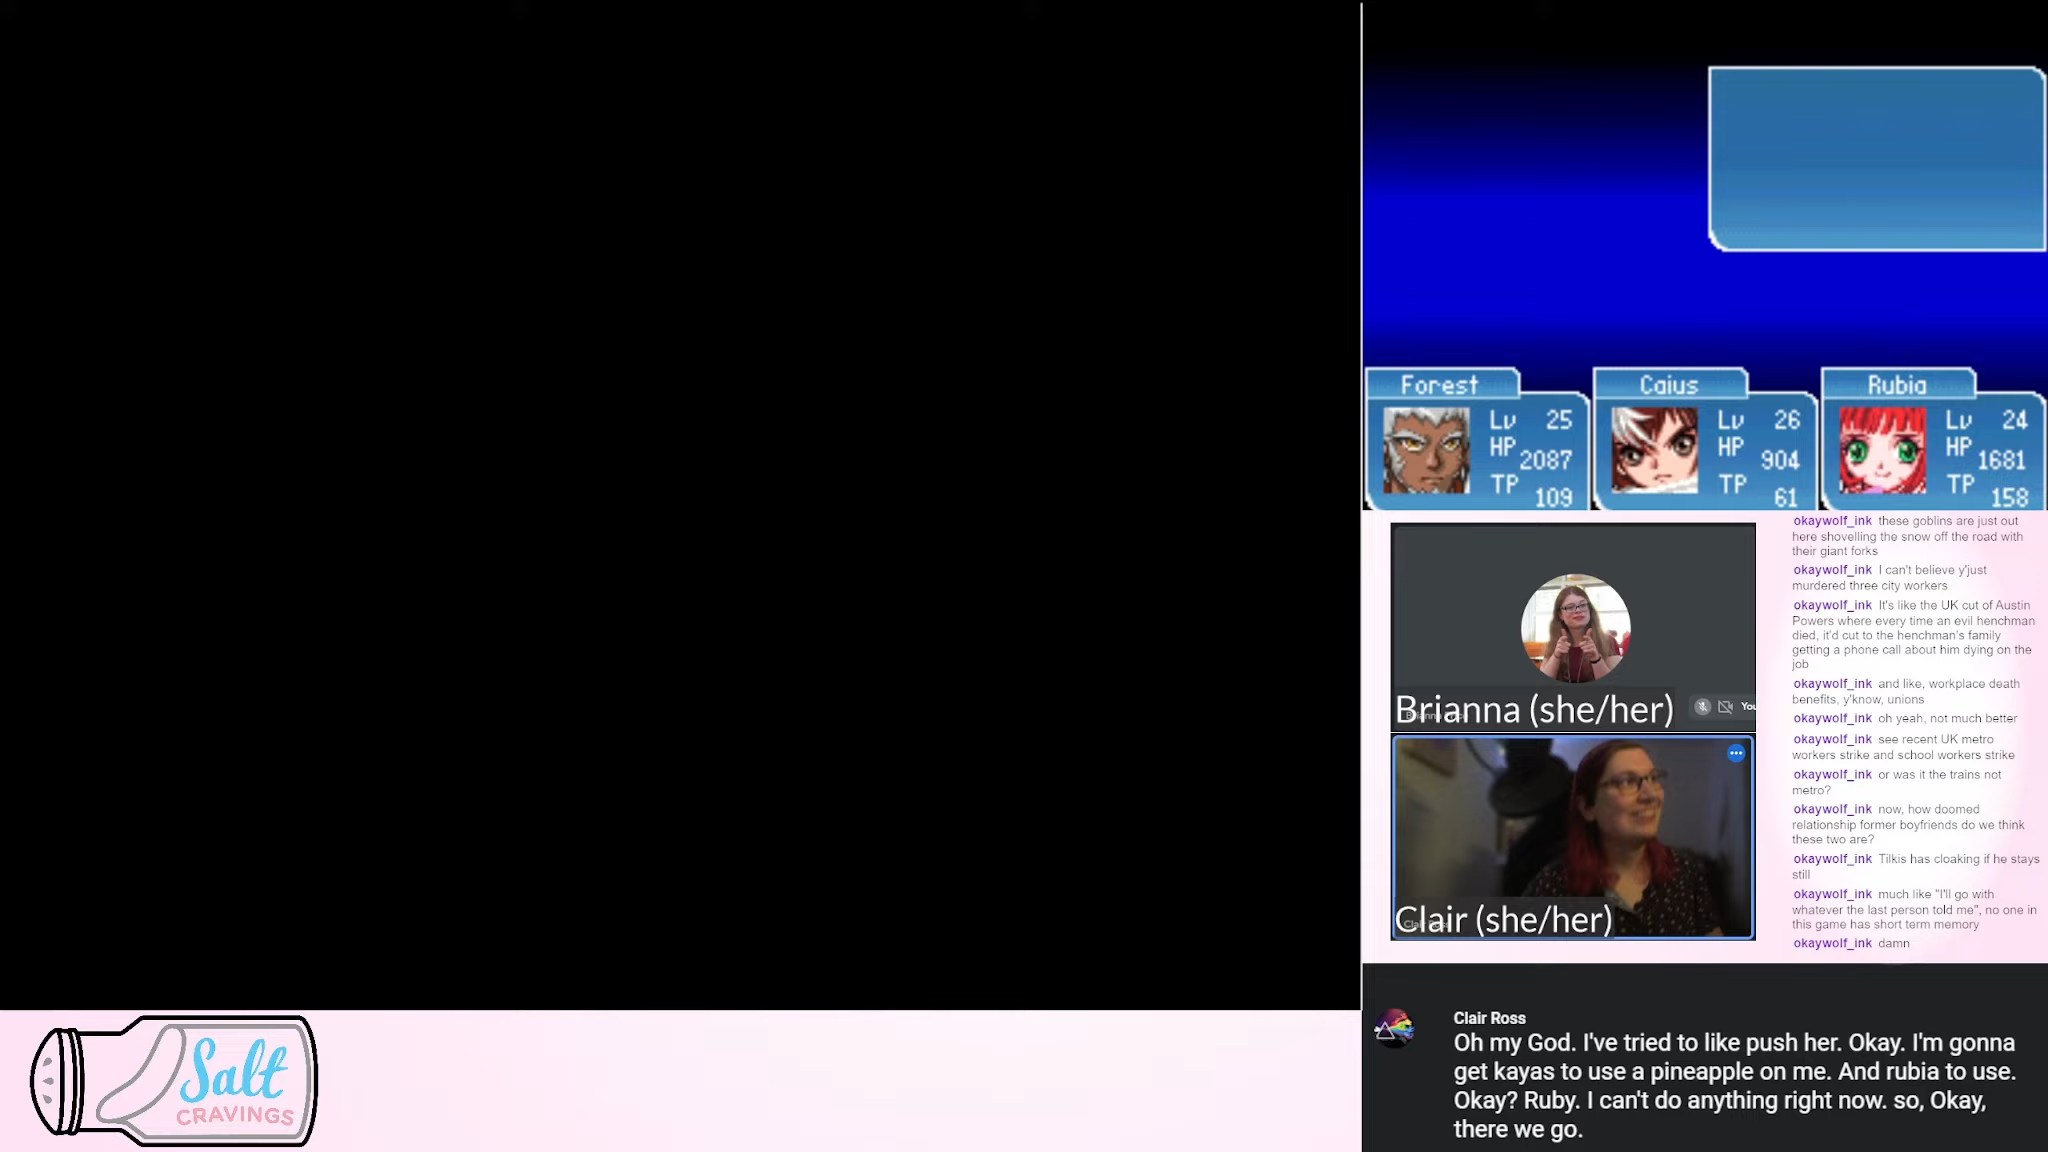 Forest
Lv 25
HP
2087
TP
109
Caius
Lv 26
HP
904
TP
61
Rubia
Lv 24
HP
1681
TP
158
okaywolf_ink these goblins are just out
here shovelling the snow off the road with
their giant forks
okaywolf_ink I can't believe y'just
murdered three city workers
okaywolf_ink It's like the UK cut of Austin
Powers where every time an evil henchman
died, it'd cut to the henchman's family
getting a phone call about him dying on the
job
okaywolf_ink and like, workplace death
benefits, y'know, unions
okaywolf_ink oh yeah, not much better
okaywolf_ink see recent UK metro
workers strike and school workers strike
okaywolf_ink or was it the trains not
metro?
okaywolf_ink now, how doomed
relationship former boyfriends do we think
these two are?
okaywolf_ink Tilkis has cloaking if he stays
still
okaywolf_ink much like "I'll go with
whatever the last person told me", no one in
this game has short term memory
okaywolf_ink damn
Brianna (she/her)
You
Clair (she/her)
Clair Ross
Oh my God. I've tried to like push her. Okay. I'm gonna
get kayas to use a pineapple on me. And rubia to use.
Okay? Ruby. I can't do anything right now. so, Okay,
there we go.
Salt
CRAVINGS